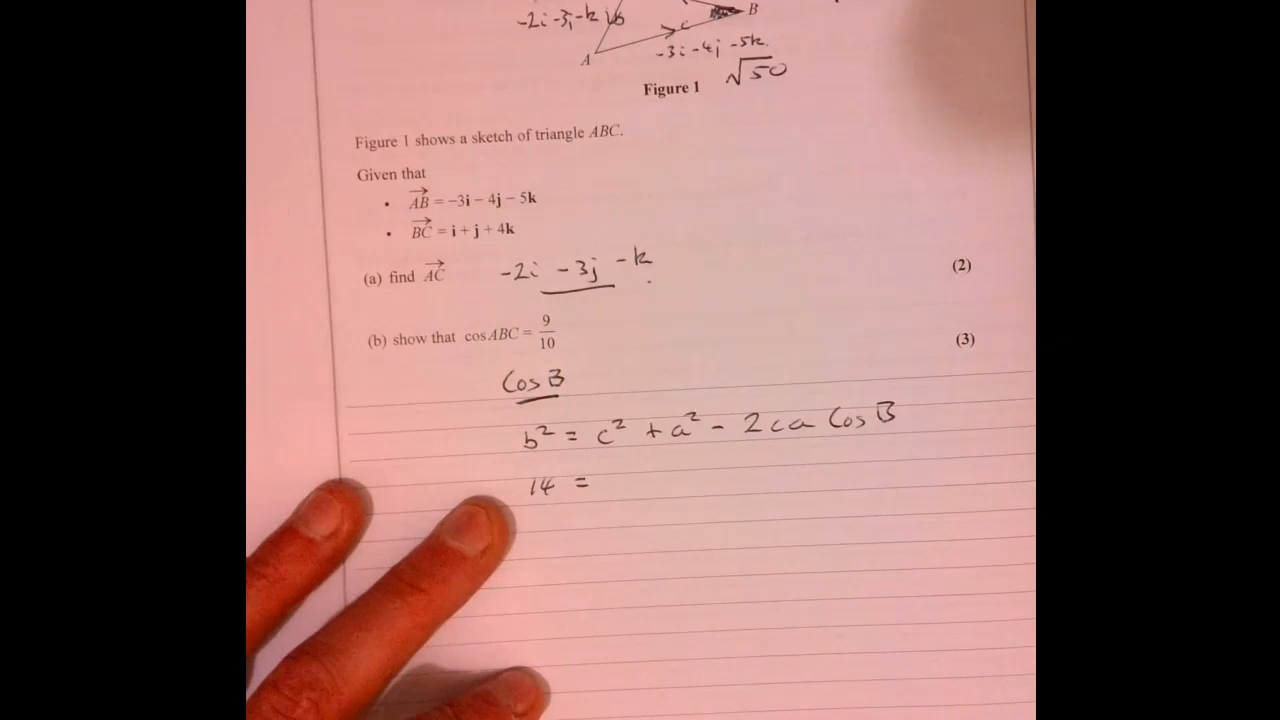 -2i -3j -k b
c
B
A
-3i -4j -5k.
Figure 1
√50
Figure 1 shows a sketch of triangle ABC.
Given that
• AB⃗ = –3i – 4j – 5k
• BC⃗ = i + j + 4k
(a) find AC⃗ -2i -3j -k
(2)
(b) show that cos ABC = 9/10
(3)
Cos B
b² = c² + a² - 2ca Cos B
14 =